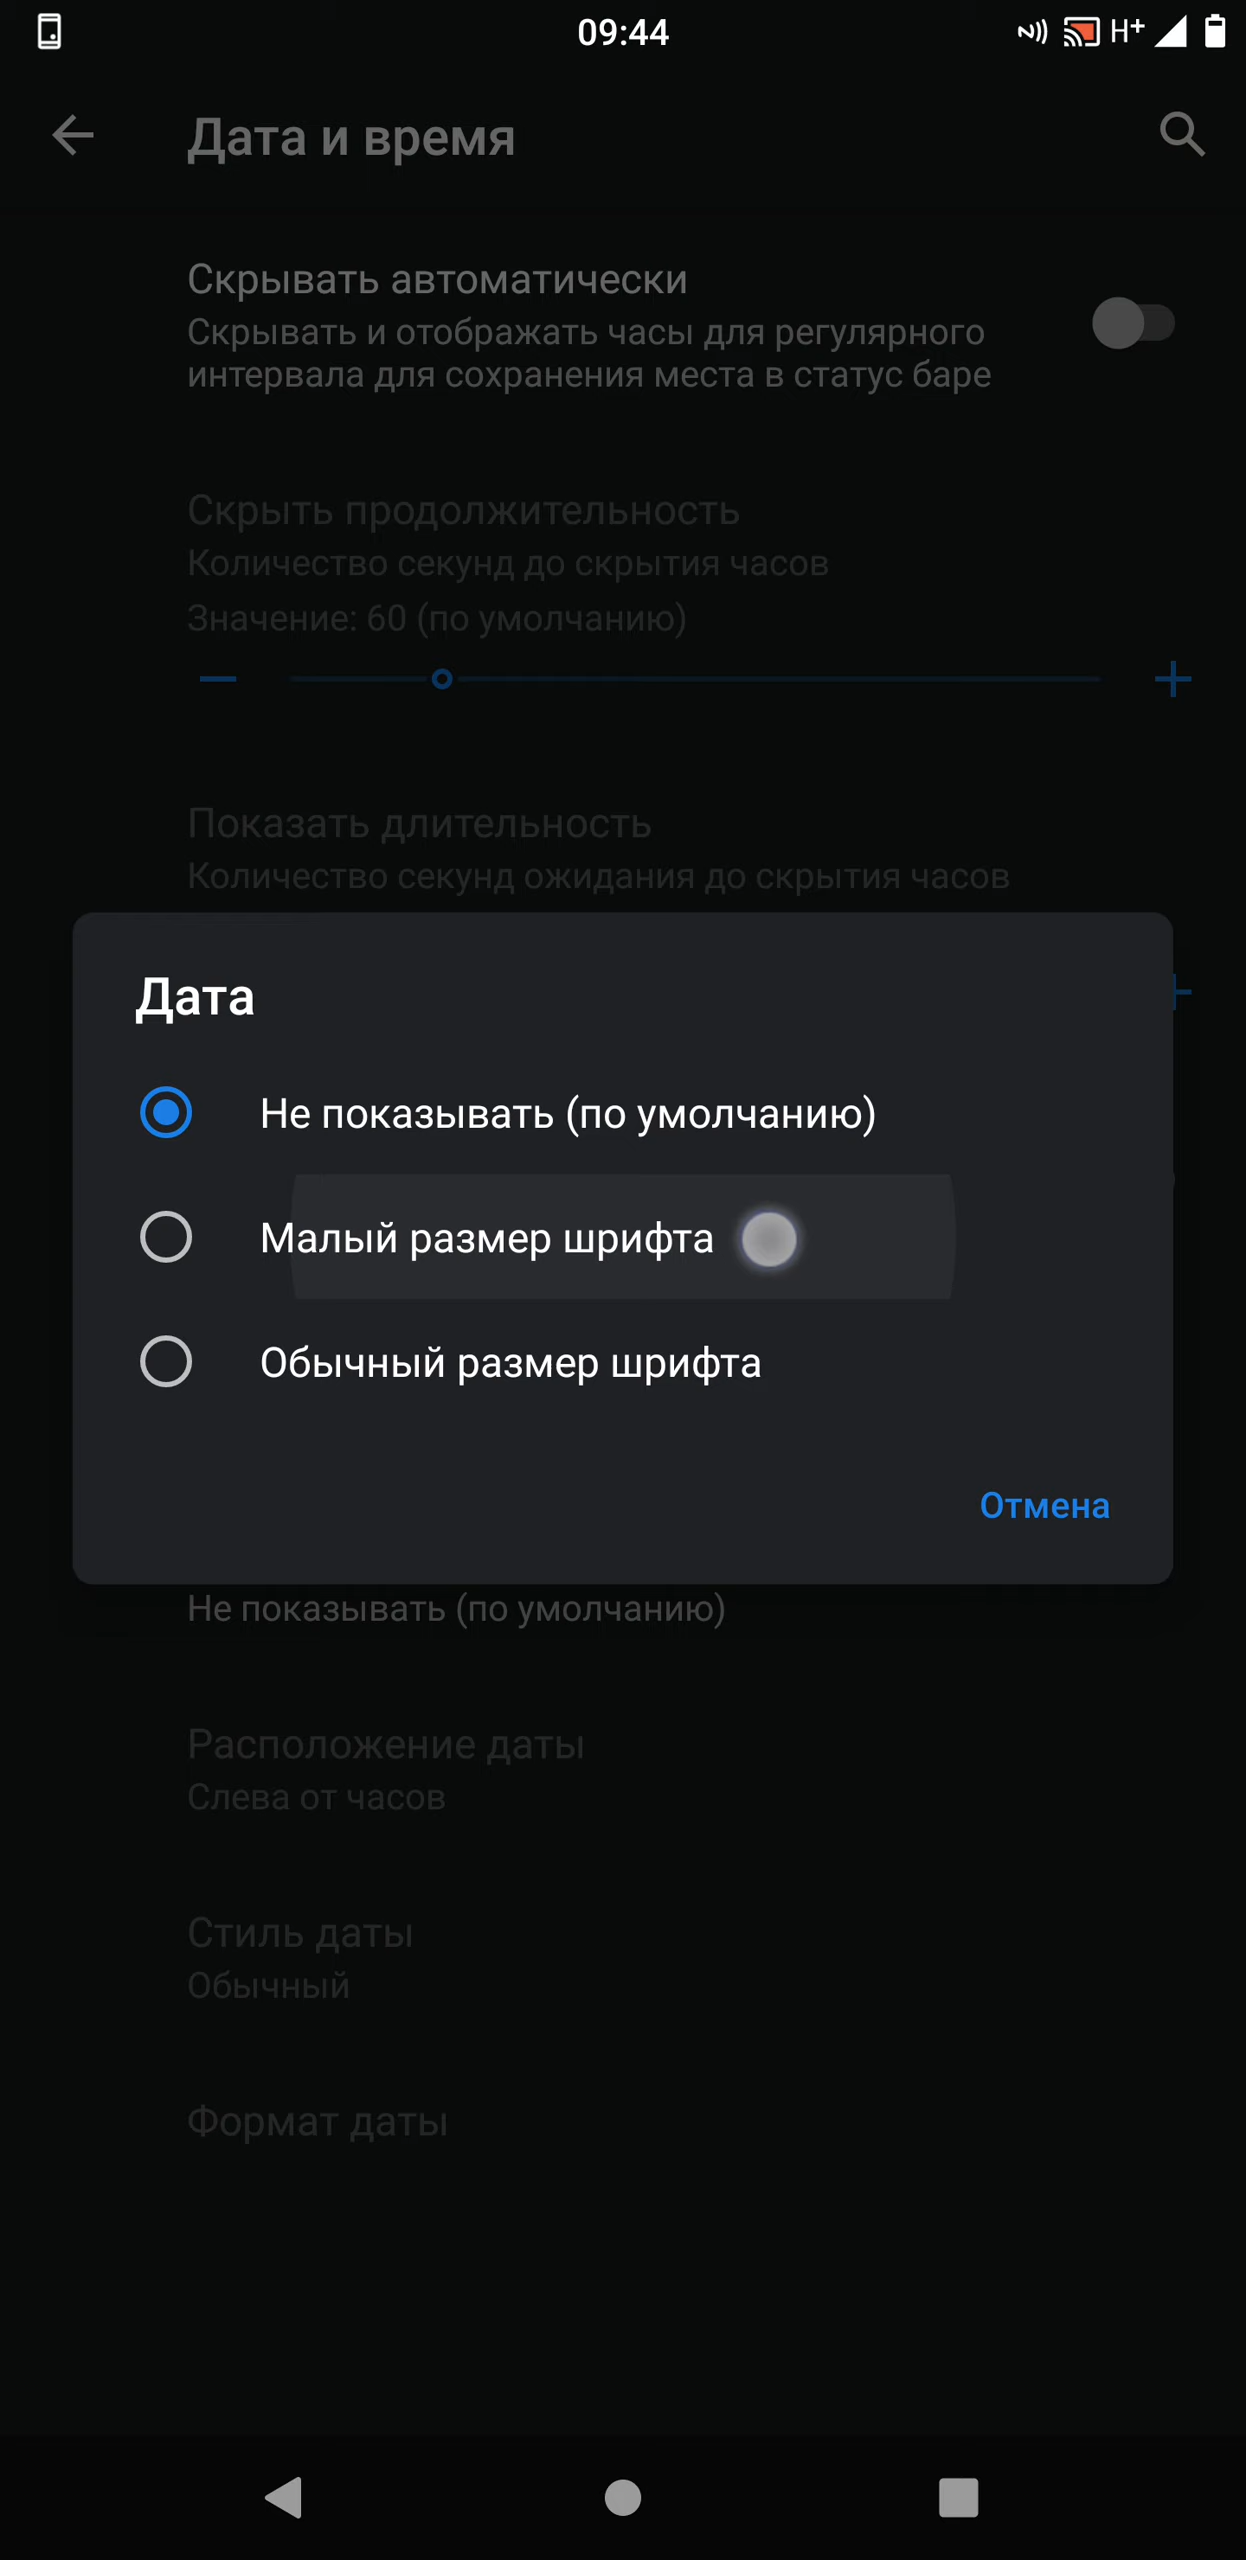 09:44
H+
Дата и время
Скрывать автоматически
Скрывать и отображать часы для регулярного
интервала для сохранения места в статус баре
Скрыть продолжительность
Количество секунд до скрытия часов
Значение: 60 (по умолчанию)
Показать длительность
Количество секунд ожидания до скрытия часов
Дата
Не показывать (по умолчанию)
Малый размер шрифта
Обычный размер шрифта
Отмена
Не показывать (по умолчанию)
Расположение даты
Слева от часов
Стиль даты
Обычный
Формат даты